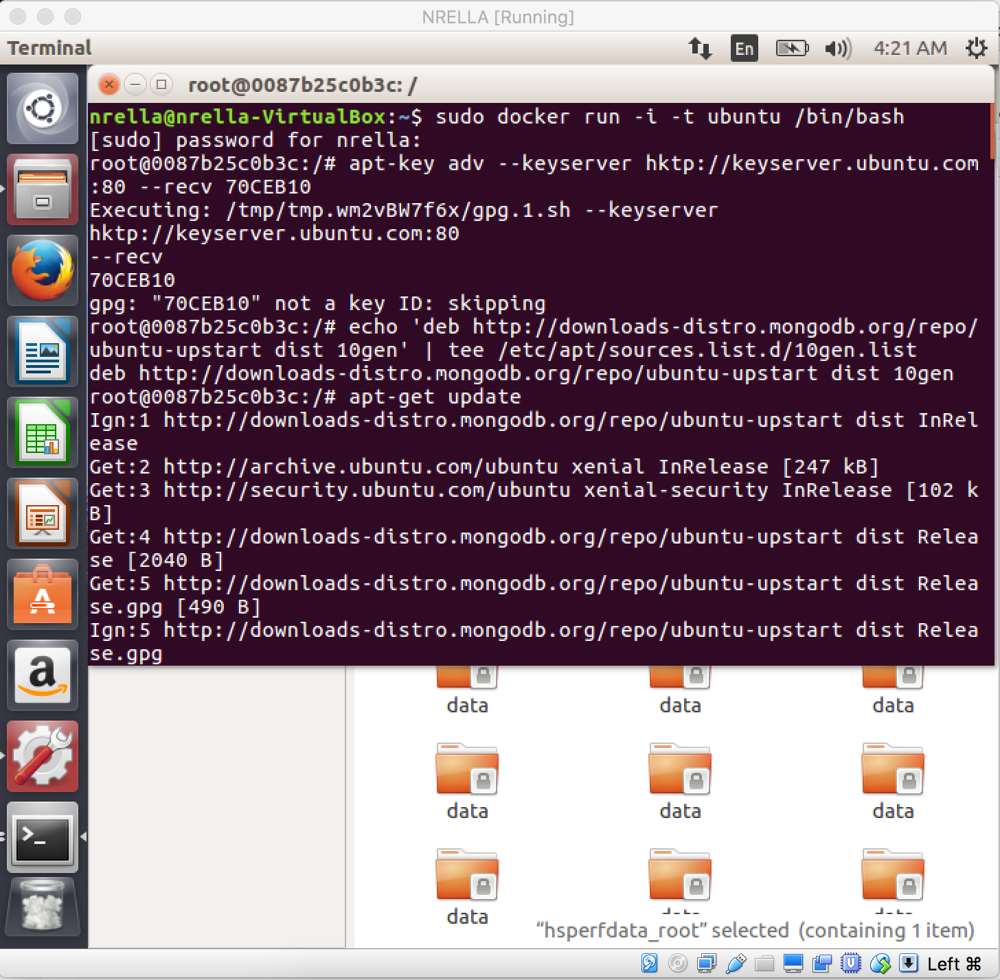 NRELLA [Running]
Terminal
En
4:21 AM
root@0087b25c0b3c: /
nrella@nrella-VirtualBox:~$ sudo docker run -i -t ubuntu /bin/bash
[sudo] password for nrella:
root@0087b25c0b3c:/# apt-key adv --keyserver hktp://keyserver.ubuntu.com
:80 --recv 70CEB10
Executing: /tmp/tmp.wm2vBW7f6x/gpg.1.sh --keyserver
hktp://keyserver.ubuntu.com:80
--recv
70CEB10
gpg: "70CEB10" not a key ID: skipping
root@0087b25c0b3c:/# echo 'deb http://downloads-distro.mongodb.org/repo/
ubuntu-upstart dist 10gen' | tee /etc/apt/sources.list.d/10gen.list
deb http://downloads-distro.mongodb.org/repo/ubuntu-upstart dist 10gen
root@0087b25c0b3c:/# apt-get update
Ign:1 http://downloads-distro.mongodb.org/repo/ubuntu-upstart dist InRel
ease
Get:2 http://archive.ubuntu.com/ubuntu xenial InRelease [247 kB]
Get:3 http://security.ubuntu.com/ubuntu xenial-security InRelease [102 k
B]
Get:4 http://downloads-distro.mongodb.org/repo/ubuntu-upstart dist Relea
se [2040 B]
Get:5 http://downloads-distro.mongodb.org/repo/ubuntu-upstart dist Relea
se.gpg [490 B]
Ign:5 http://downloads-distro.mongodb.org/repo/ubuntu-upstart dist Relea
se.gpg
data data data
data data data
data
“hsperfdata_root” selected (containing 1 item)
Left ⌘